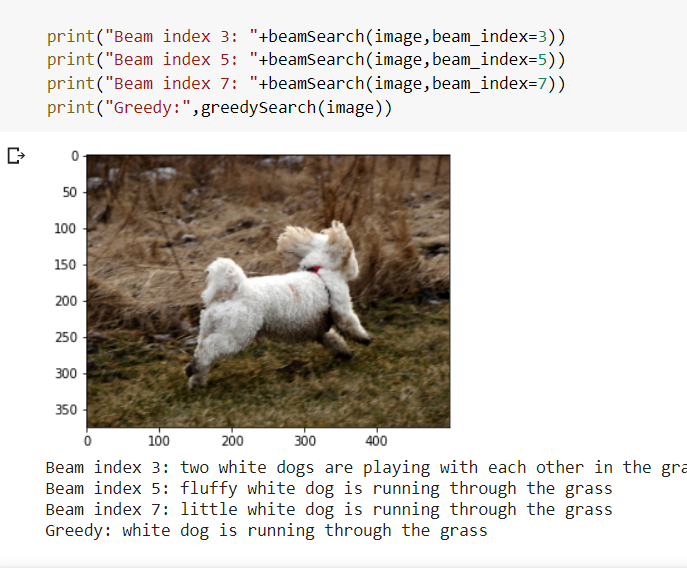 print("Beam index 3: "+beamSearch(image,beam_index=3))
print("Beam index 5: "+beamSearch(image,beam_index=5))
print("Beam index 7: "+beamSearch(image,beam_index=7))
print("Greedy:",greedySearch(image))
0
50
100
150
200
250
300
350
0 100 200 300 400
Beam index 3: two white dogs are playing with each other in the
Beam index 5: fluffy white dog is running through the grass
Beam index 7: little white dog is running through the grass
Greedy: white dog is running through the grass